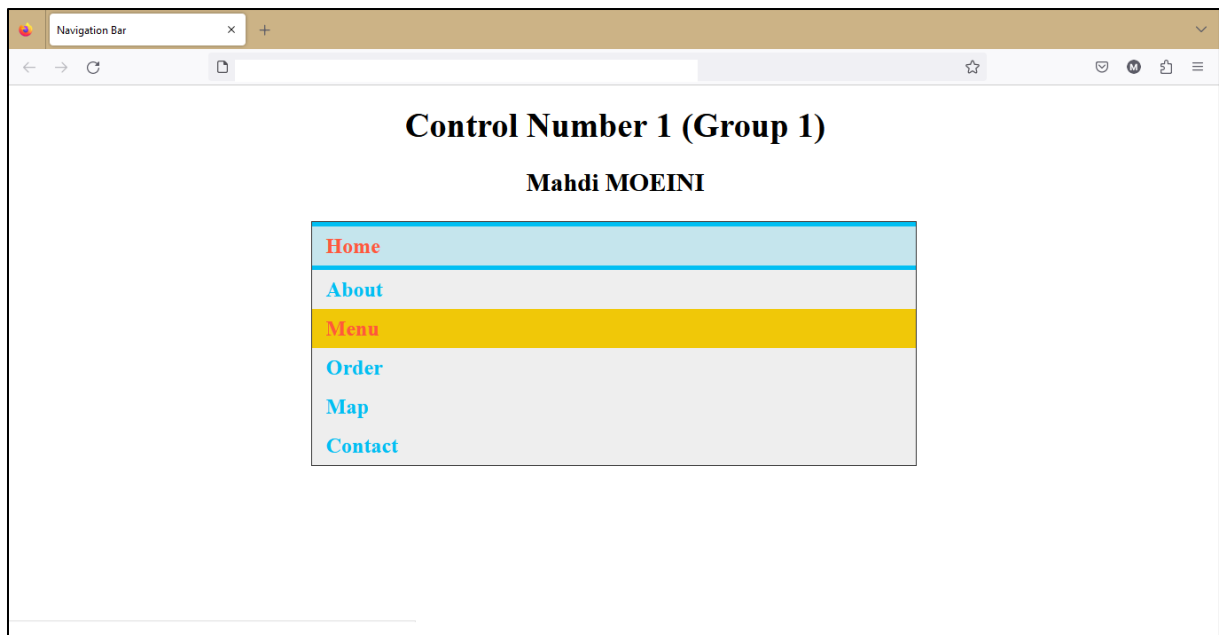 Navigation Bar
M
Control Number 1 (Group 1)
Mahdi MOEINI
Home
About
Menu
Order
Map
Contact